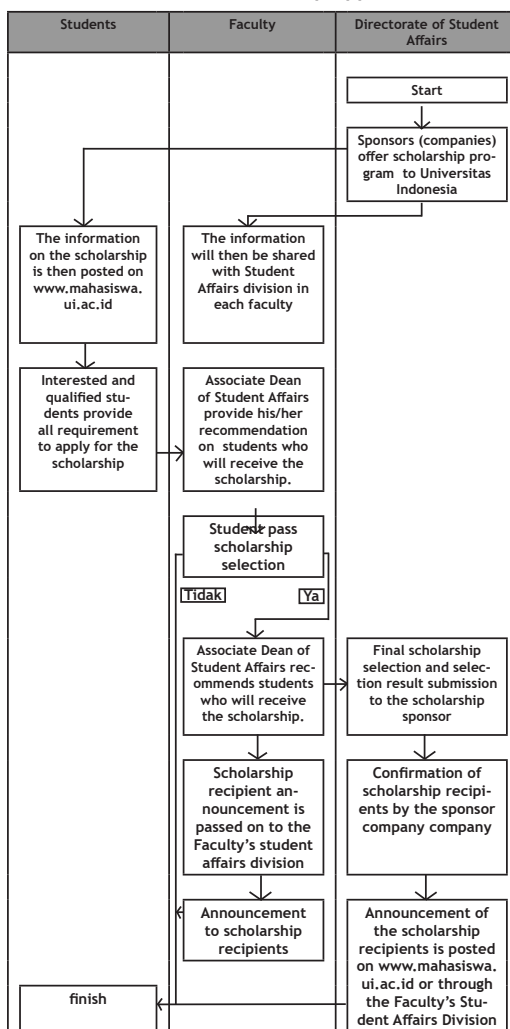 Students
Faculty
Directorate of Student
Affairs
Start
Sponsors (companies)
offer scholarship pro-
gram to Universitas
Indonesia
The information
on the scholarship
is then posted on
www.mahasiswa.
ui.ac.id
The information
will then be shared
with Student
Affairs division in
each faculty
Interested and
qualified stu-
dents provide
all requirement
to apply for the
scholarship
Associate Dean
of Student Affairs
provide his/her
recommendation
on students who
will receive the
scholarship.
Student pass
scholarship
selection
Tidak
Ya
Associate Dean of
Student Affairs rec-
ommends students
who will receive
the scholarship.
Final scholarship
selection and selec-
tion result submission
to the scholarship
sponsor
Scholarship
recipient an-
nouncement is
passed on to the
Faculty's student
affairs division
Confirmation of
scholarship recipi-
ents by the sponsor
company company
Announcement
to scholarship
recipients
Announcement of
the scholarship
recipients is posted
on www.mahasiswa.
ui.ac.id or through
the Faculty's Stu-
dent Affairs Division
finish